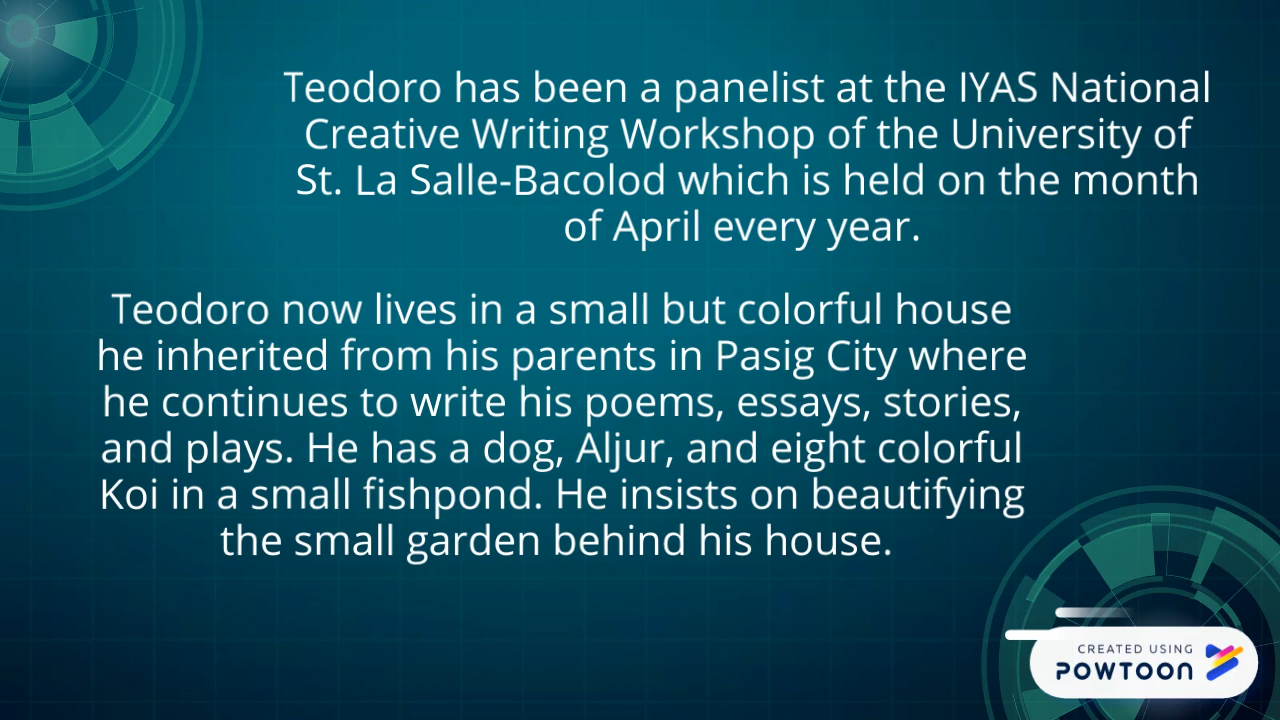 Teodoro has been a panelist at the IYAS National
Creative Writing Workshop of the University of
St. La Salle-Bacolod which is held on the month
of April every year.
Teodoro now lives in a small but colorful house
he inherited from his parents in Pasig City where
he continues to write his poems, essays, stories,
and plays. He has a dog, Aljur, and eight colorful
Koi in a small fishpond. He insists on beautifying
the small garden behind his house.
CREATED USING
POWTOON